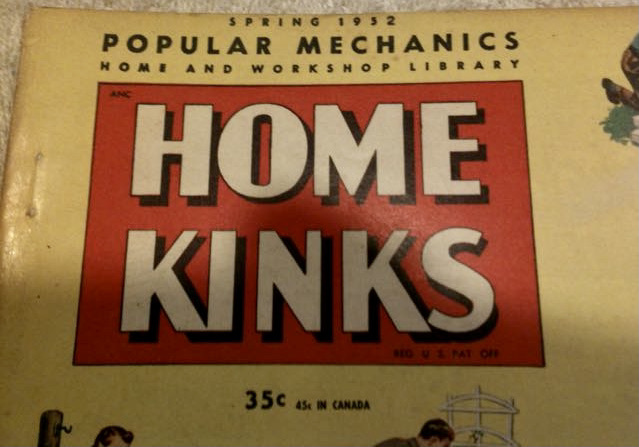 SPRING 1952
POPULAR MECHANICS
HOME AND WORKSHOP LIBRARY
ANC
HOME
KINKS
REG U S PAT OFF
35c 45c IN CANADA